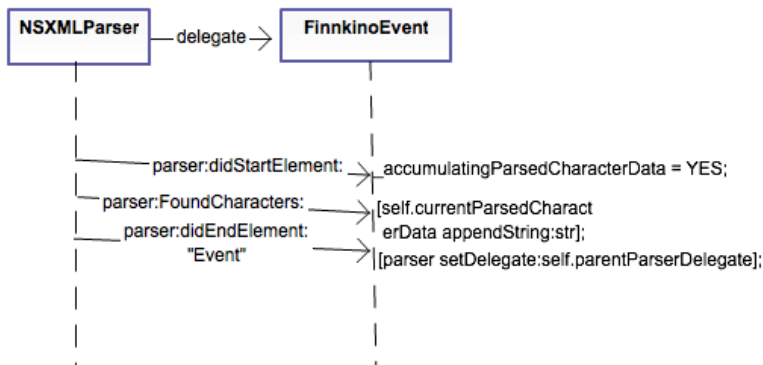 NSXMLParser
delegate
FinnkinoEvent
parser:didStartElement:
_accumulatingParsedCharacterData = YES;
parser:FoundCharacters:
[self.currentParsedCharact
erData appendString:str];
parser:didEndElement:
"Event"
[parser setDelegate:self.parentParserDelegate];